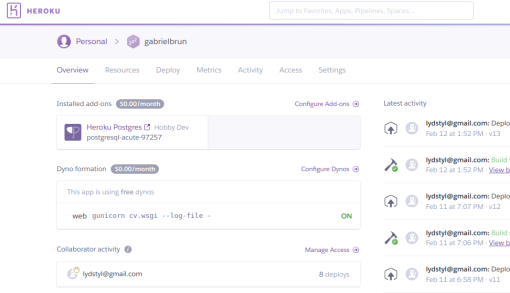 HEROKU
Jump to Favorites, Apps, Pipelines, Spaces...
Personal > gabrielbrun
Overview Resources Deploy Metrics Activity Access Settings
Installed add-ons $0.00/month Configure Add-ons
Latest activity
Heroku Postgres Hobby Dev
postgresql-acute-97257
lydstyl@gmail.com: Deplo
Feb 12 at 1:52 PM · v13
Dyno formation $0.00/month Configure Dynos
lydstyl@gmail.com: Build
Feb 12 at 1:52 PM · View b
This app is using free dynos
web gunicorn cv.wsgi --log-file - ON
lydstyl@gmail.com: Deplo
Feb 11 at 7:07 PM · v12
Collaborator activity Manage Access
lydstyl@gmail.com: Build
Feb 11 at 7:06 PM · View b
lydstyl@gmail.com 8 deploys
lydstyl@gmail.com: Deplo
Feb 11 at 6:58 PM · v11